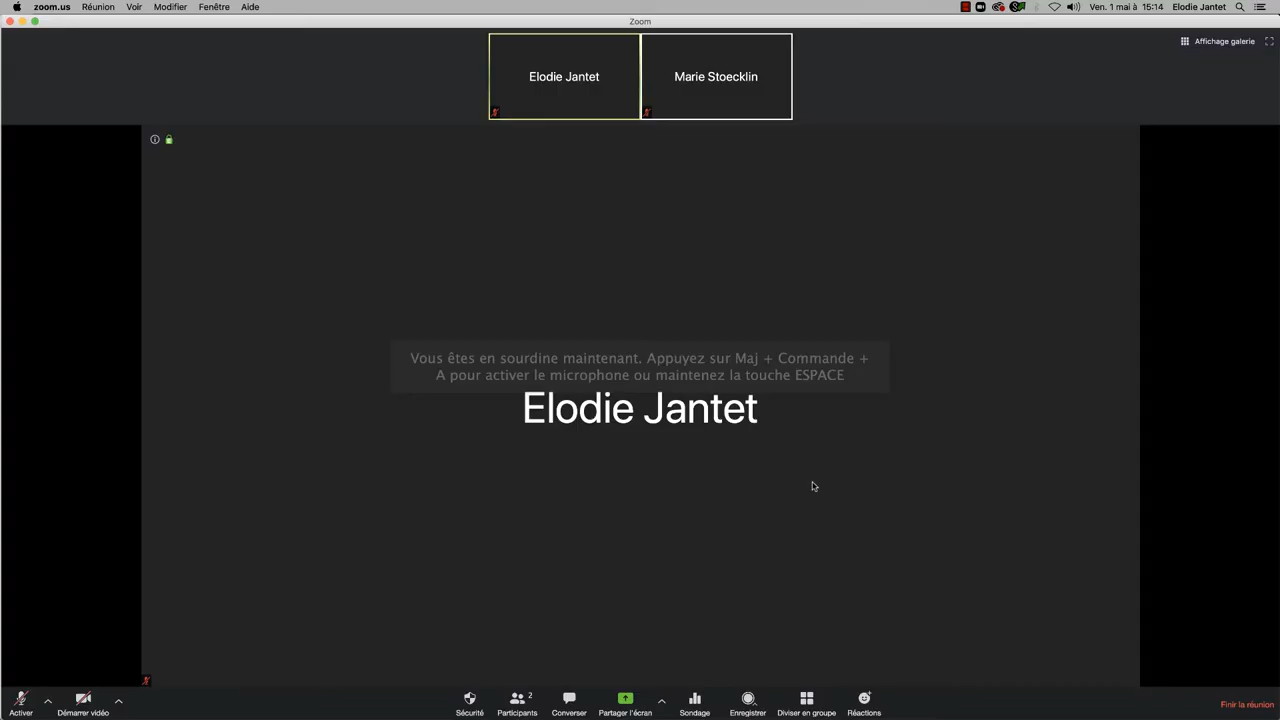 zoom.us Réunion Voir Modifier Fenêtre Aide
Ven. 1 mai à 15:14 Elodie Jantet
Zoom
Affichage galerie
Elodie Jantet
Marie Stoecklin
Vous êtes en sourdine maintenant. Appuyez sur Maj + Commande +
A pour activer le microphone ou maintenez la touche ESPACE
Elodie Jantet
2
Activer
Démarrer vidéo
Sécurité
Participants
Converser
Partager l'écran
Sondage
Enregistrer
Diviser en groupe
Réactions
Finir la réunion